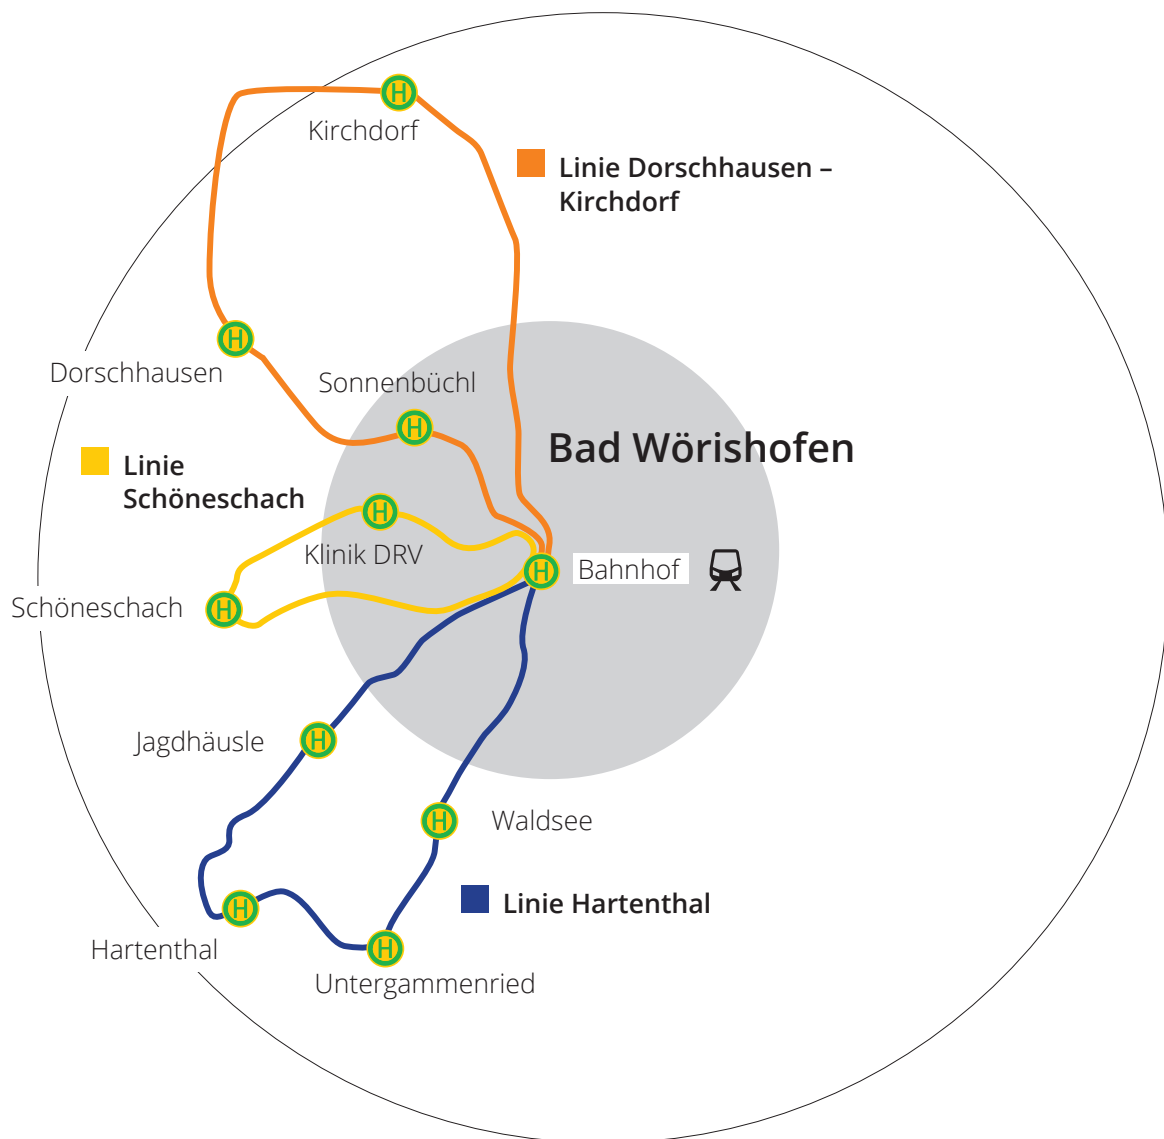 Kirchdorf
Linie Dorschhausen –
Kirchdorf
Dorschhausen
Sonnenbüchl
Bad Wörishofen
Linie
Schöneschach
Klinik DRV
Bahnhof
Schöneschach
Jagdhäusle
Waldsee
Linie Hartenthal
Hartenthal
Untergammenried
H
H
H
H
H
H
H
H
H
H